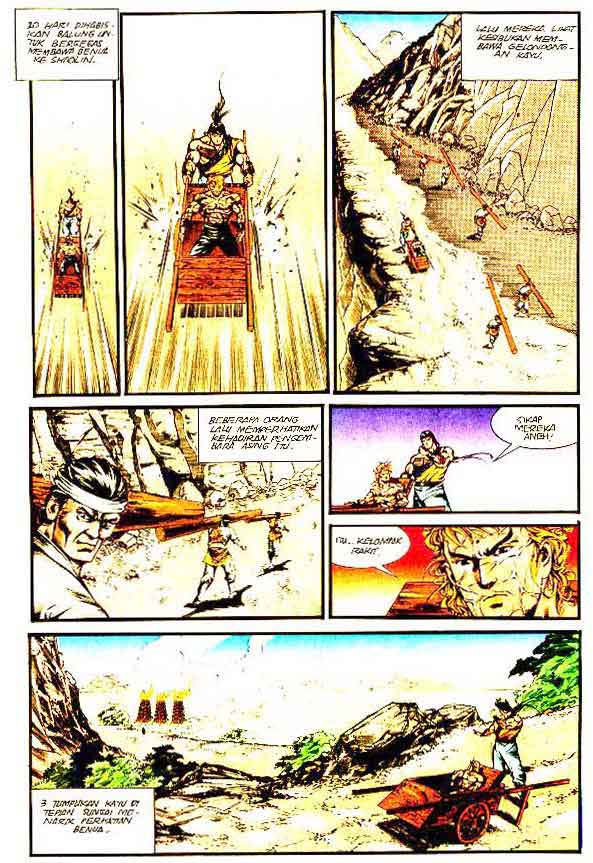 10 HARI DIHABIS-
KAN BALUNG UN-
TUK BERGEGAS
MEMBAWA BENUA
KE SHAOLIN.
LALU MEREKA LIHAT
KESIBUKAN MEM-
BAWA GELONDONG-
AN KAYU.
BEBERAPA ORANG
LALU MEMPERHATIKAN
KEHADIRAN PENGEM-
BARA ASING ITU.
SIKAP
MEREKA
ANEH!
ITU... KELOMPOK
RAKIT.
3 TUMPUKAN KAYU DI
TEPIAN SUNGAI ME-
NARIK PERHATIAN
BENUA.